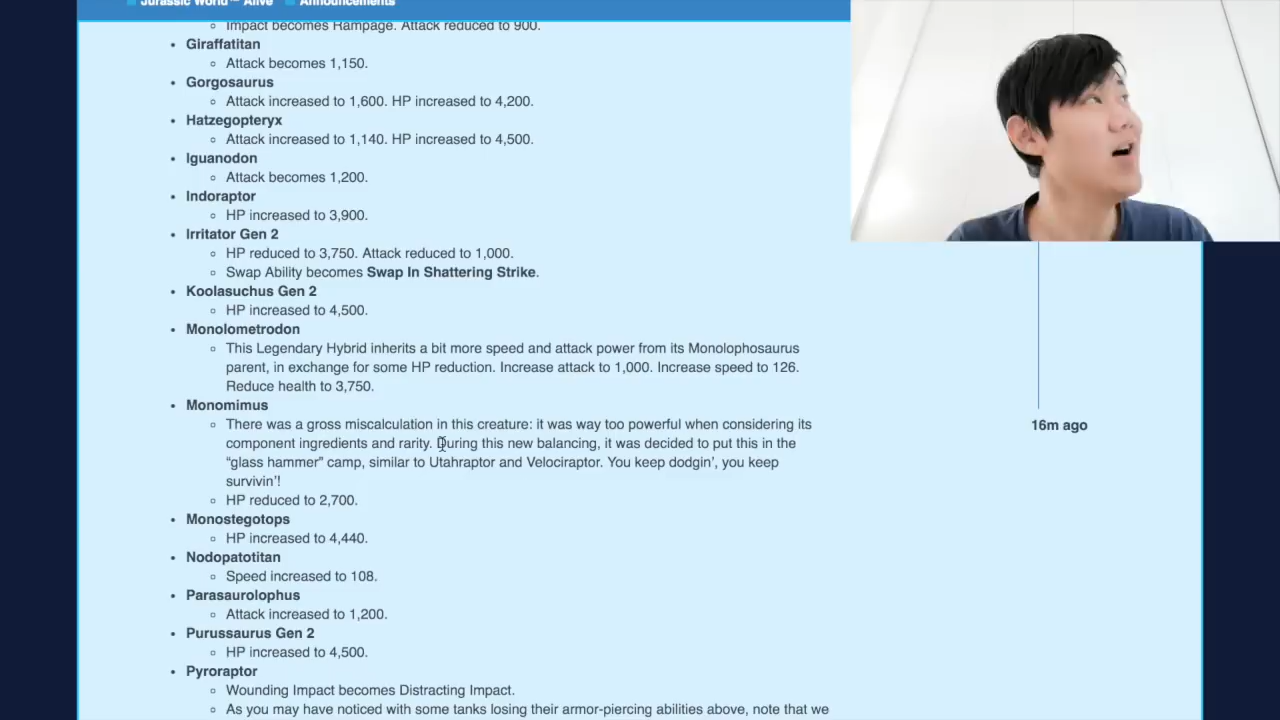 Jurassic World™ Alive Announcements
Impact becomes Rampage. Attack reduced to 900.
Giraffatitan
Attack becomes 1,150.
Gorgosaurus
Attack increased to 1,600. HP increased to 4,200.
Hatzegopteryx
Attack increased to 1,140. HP increased to 4,500.
Iguanodon
Attack becomes 1,200.
Indoraptor
HP increased to 3,900.
Irritator Gen 2
HP reduced to 3,750. Attack reduced to 1,000.
Swap Ability becomes Swap In Shattering Strike.
Koolasuchus Gen 2
HP increased to 4,500.
Monolometrodon
This Legendary Hybrid inherits a bit more speed and attack power from its Monolophosaurus
parent, in exchange for some HP reduction. Increase attack to 1,000. Increase speed to 126.
Reduce health to 3,750.
Monomimus
There was a gross miscalculation in this creature: it was way too powerful when considering its
component ingredients and rarity. During this new balancing, it was decided to put this in the
“glass hammer” camp, similar to Utahraptor and Velociraptor. You keep dodgin’, you keep
survivin’!
HP reduced to 2,700.
Monostegotops
HP increased to 4,440.
Nodopatotitan
Speed increased to 108.
Parasaurolophus
Attack increased to 1,200.
Purussaurus Gen 2
HP increased to 4,500.
Pyroraptor
Wounding Impact becomes Distracting Impact.
As you may have noticed with some tanks losing their armor-piercing abilities above, note that we
16m ago